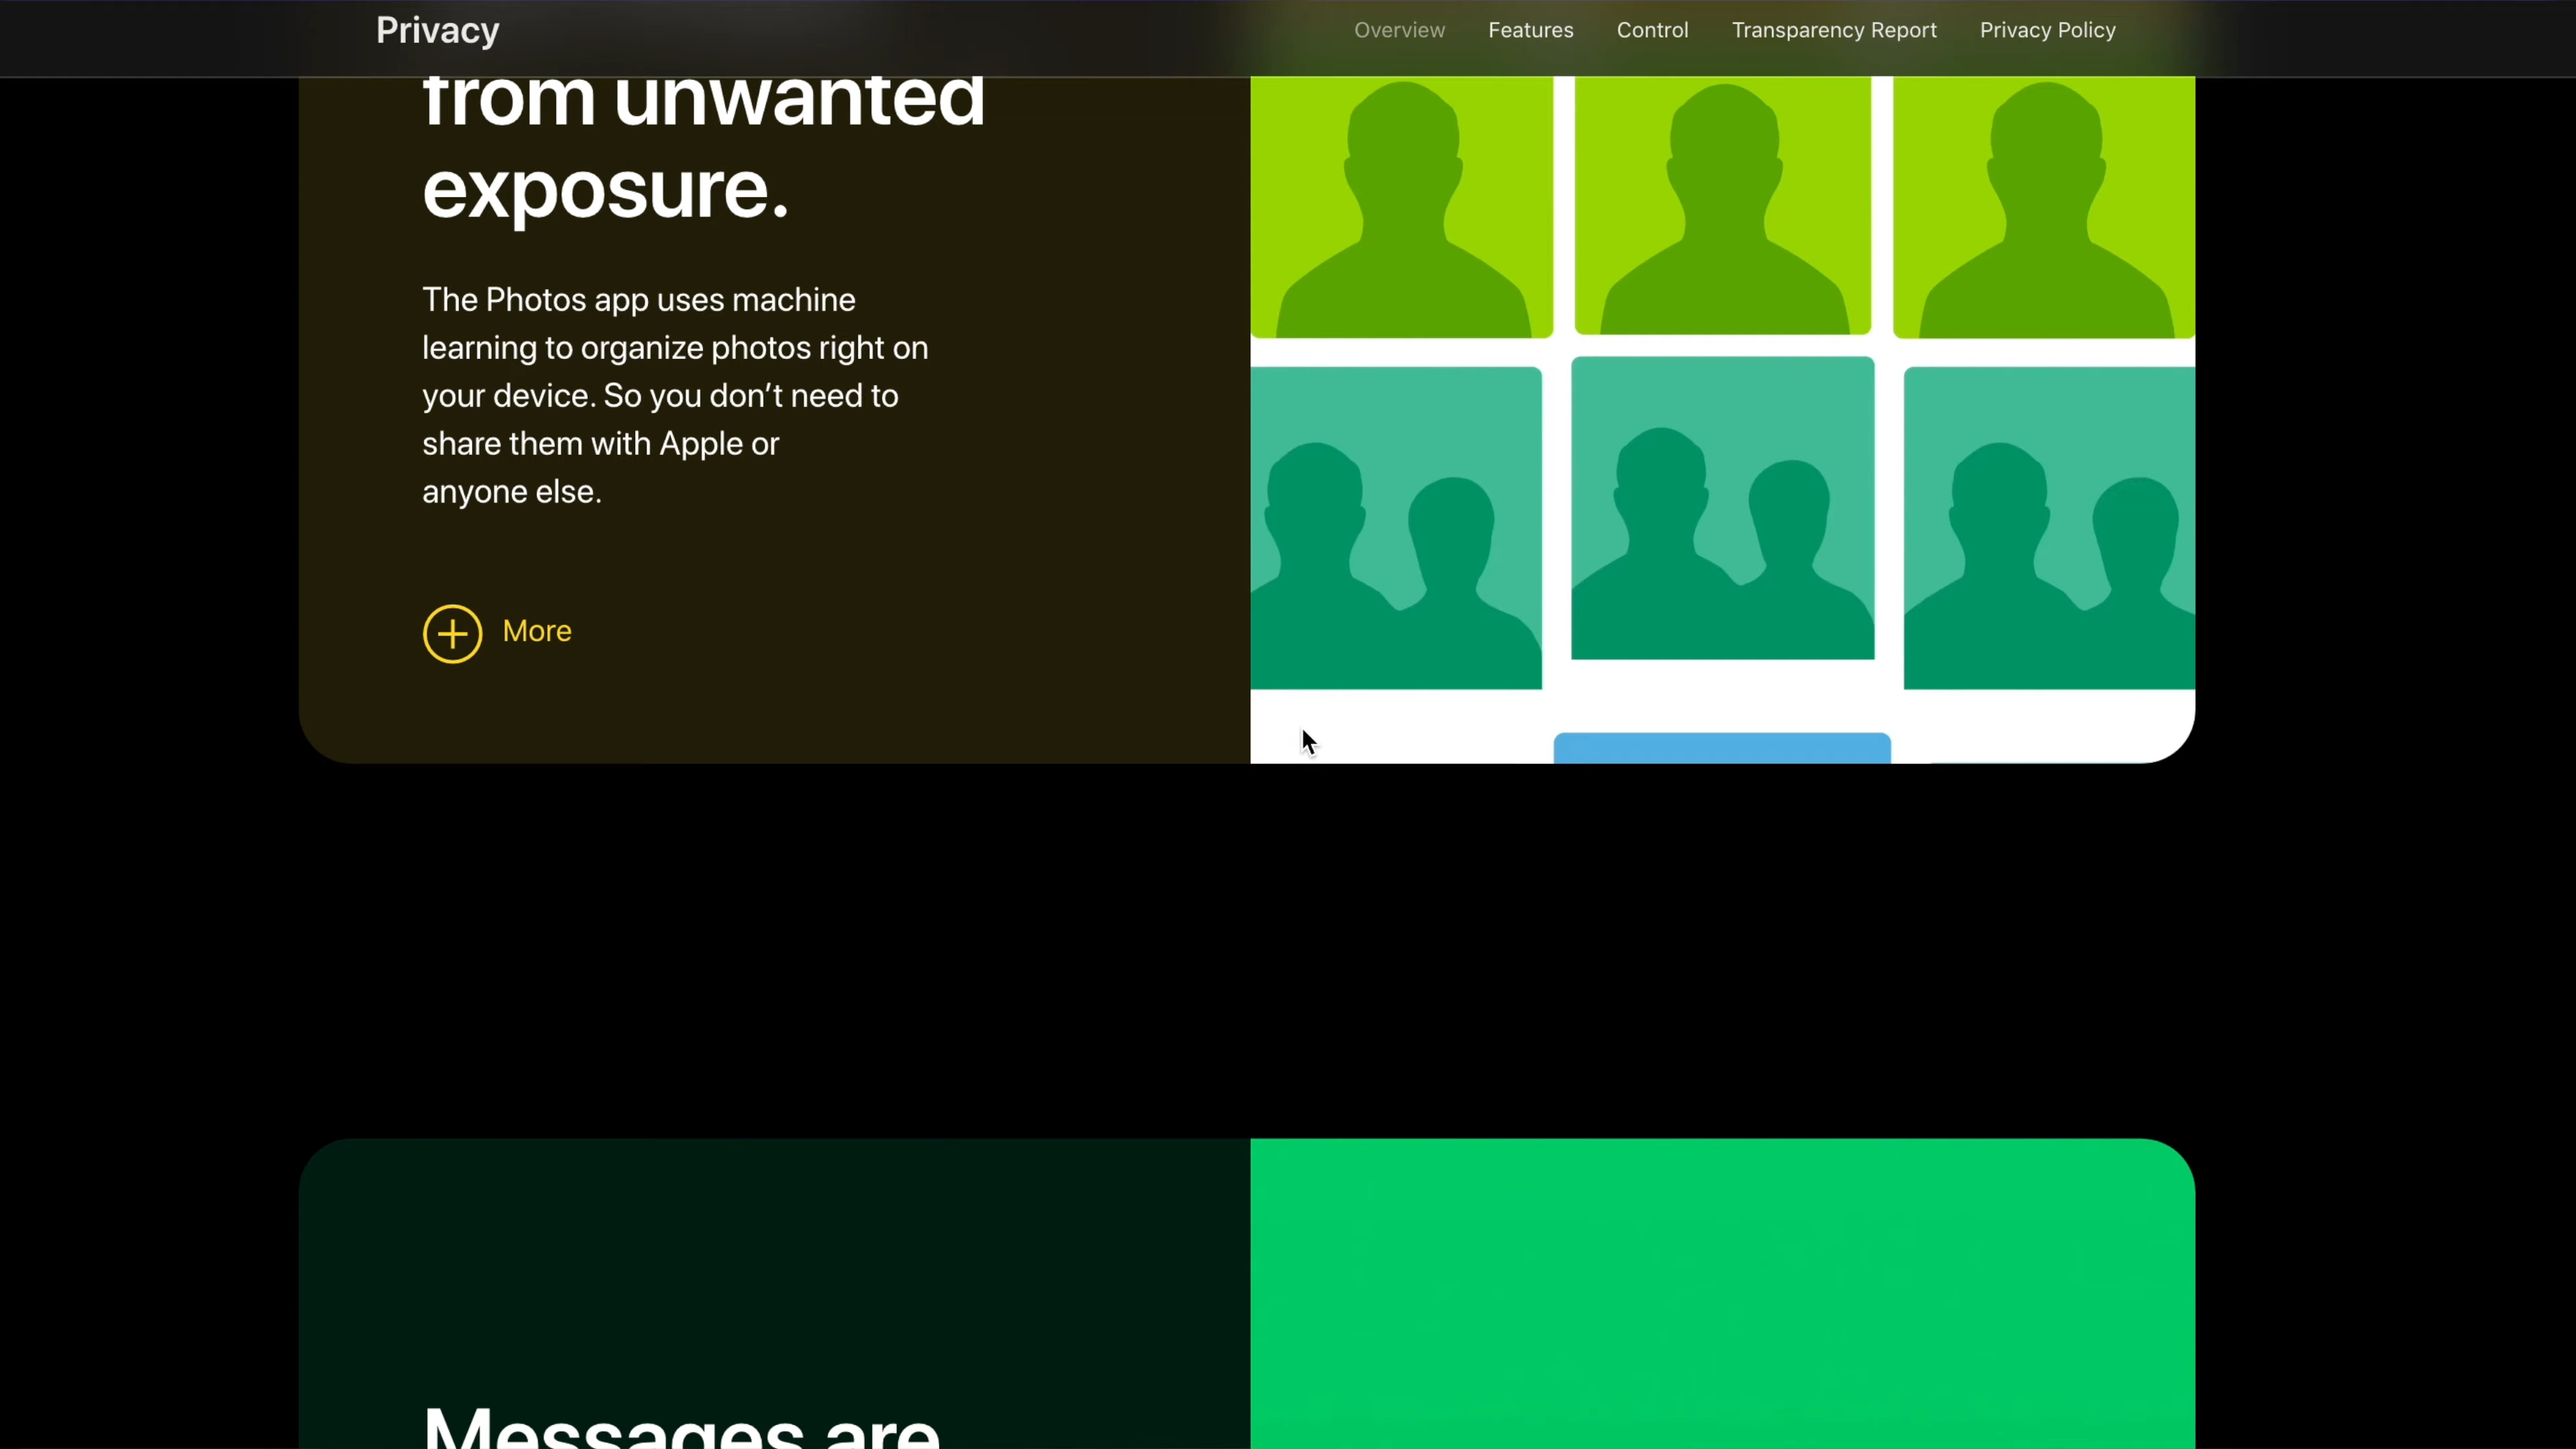 Privacy
Overview
Features
Control
Transparency Report
Privacy Policy
from unwanted
exposure.
The Photos app uses machine
learning to organize photos right on
your device. So you don’t need to
share them with Apple or
anyone else.
More
Messages are